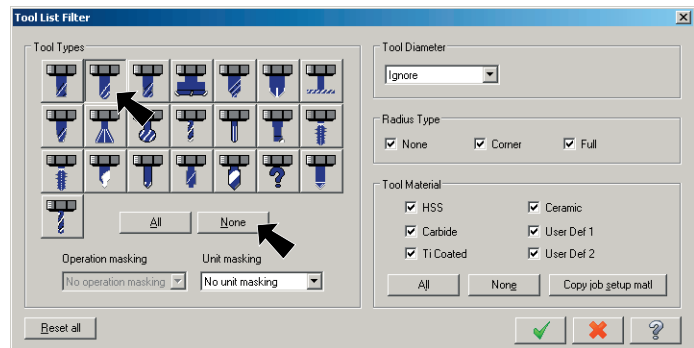 Tool List Filter
Tool Types
All
None
Operation masking
Unit masking
No operation masking
No unit masking
Tool Diameter
Ignore
Radius Type
None
Corner
Full
Tool Material
HSS
Ceramic
Carbide
User Def 1
Ti Coated
User Def 2
All
None
Copy job setup matl
Reset all